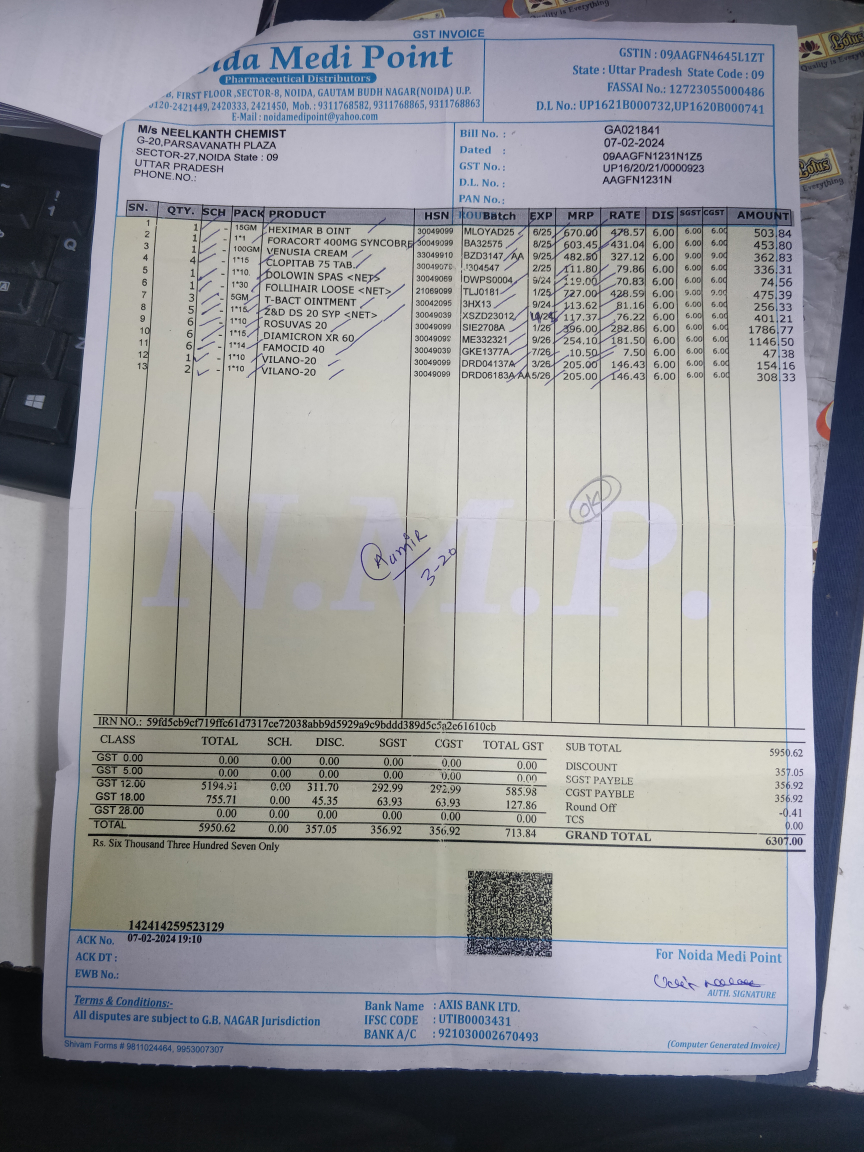 GST INVOICE
Noida Medi Point
Pharmaceutical Distributors
FIRST FLOOR ,SECTOR-8, NOIDA, GAUTAM BUDH NAGAR(NOIDA) U.P.
0120-2421449, 2420333, 2421450, Mob. : 9311768582, 9311768865, 9311768863
E-Mail : noidamedipoint@yahoo.com
GSTIN : 09AAGFN4645L1ZT
State : Uttar Pradesh State Code : 09
FASSAI No.: 12723055000486
D.L No.: UP1621B000732,UP1620B000741
M/s NEELKANTH CHEMIST
G-20,PARSAVANATH PLAZA
SECTOR-27,NOIDA State : 09
UTTAR PRADESH
PHONE.NO.:
Bill No. : GA021841
Dated : 07-02-2024
GST No.: 09AAGFN1231N1Z5
D.L. No.: UP16/20/21/0000923
PAN No.: AAGFN1231N
SN. QTY. SCH PACK PRODUCT HSN Batch EXP MRP RATE DIS SGST CGST AMOUNT
1 1 - 15GM HEXIMAR B OINT 30049099 MLOYAD25 6/25 670.00 478.57 6.00 6.00 6.00 503.84
2 1 - 1*1 FORACORT 400MG SYNCOBRE 30049099 BA32575 8/25 603.45 431.04 6.00 6.00 6.00 453.80
3 1 - 100GM VENUSIA CREAM 33049910 BZD3147 AA 9/25 482.80 327.12 6.00 9.00 9.00 362.83
4 4 - 1*15 CLOPITAB 75 TAB. 3004907 J304547 2/25 111.80 79.86 6.00 6.00 6.00 336.31
5 1 - 1*10 DOLOWIN SPAS <NET> 30049069 DWPS0004 9/24 119.00 70.83 6.00 6.00 6.00 74.56
6 1 - 1*30 FOLLIHAIR LOOSE <NET> 21069099 TLJ0181 1/25 727.00 428.59 6.00 9.00 9.00 475.39
7 3 - 5GM T-BACT OINTMENT 30042095 3HX13 9/24 113.62 81.16 6.00 6.00 6.00 256.33
8 5 - 1*15 Z&D DS 20 SYP <NET> 30049039 XSZD23012 117.37 76.22 6.00 6.00 6.00 401.21
9 6 - 1*10 ROSUVAS 20 30049099 SIE2708A 1/26 396.00 282.86 6.00 6.00 6.00 1786.77
10 6 - 1*15 DIAMICRON XR 60 30049099 ME332321 9/26 254.10 181.50 6.00 6.00 6.00 1146.50
11 6 - 1*14 FAMOCID 40 30049039 GKE1377A 7/26 10.50 7.50 6.00 6.00 6.00 47.38
12 1 - 1*10 VILANO-20 30049099 DRD04137A 3/26 205.00 146.43 6.00 6.00 6.00 154.16
13 2 - 1*10 VILANO-20 30049099 DRD06183A AA 5/26 205.00 146.43 6.00 6.00 6.00 308.33
OK
N.M.P.
Aamir
3-20
IRN NO.: 59fd5cb9cf719ffc61d7317ce72038abb9d5929a9c9bddd389d5c5a2e61610cb
CLASS TOTAL SCH. DISC. SGST CGST TOTAL GST
GST 0.00 0.00 0.00 0.00 0.00 0.00 0.00
GST 5.00 0.00 0.00 0.00 0.00 0.00 0.00
GST 12.00 5194.91 0.00 311.70 292.99 292.99 585.98
GST 18.00 755.71 0.00 45.35 63.93 63.93 127.86
GST 28.00 0.00 0.00 0.00 0.00 0.00 0.00
TOTAL 5950.62 0.00 357.05 356.92 356.92 713.84
SUB TOTAL 5950.62
DISCOUNT 357.05
SGST PAYBLE 356.92
CGST PAYBLE 356.92
Round Off -0.41
TCS 0.00
GRAND TOTAL 6307.00
Rs. Six Thousand Three Hundred Seven Only
142414259523129
ACK No. 07-02-2024 19:10
ACK DT :
EWB No.:
For Noida Medi Point
AUTH. SIGNATURE
Terms & Conditions:-
All disputes are subject to G.B. NAGAR Jurisdiction
Bank Name : AXIS BANK LTD.
IFSC CODE : UTIB0003431
BANK A/C : 921030002670493
Shivam Forms # 9811024464, 9953007307
(Computer Generated Invoice)
Lotus
Quality is Everything